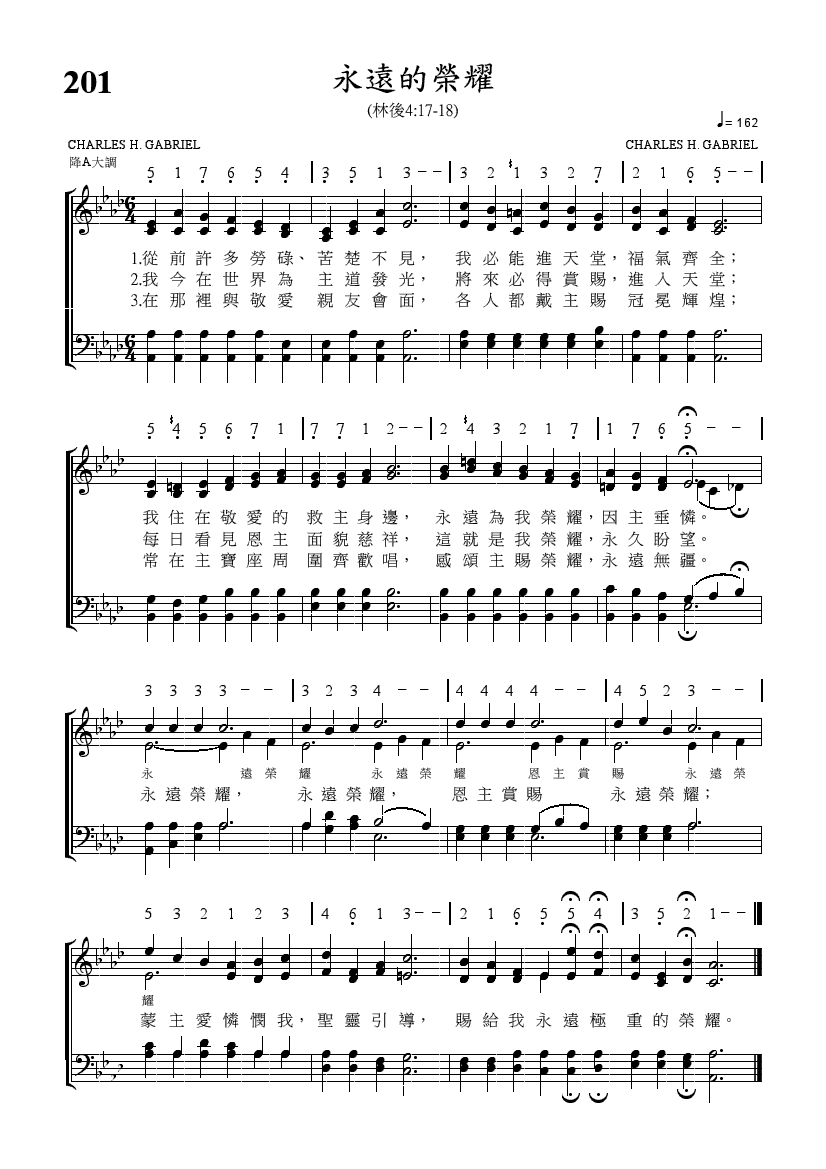 201
永遠的榮耀
(林後4:17-18)
♩= 162
CHARLES H. GABRIEL
CHARLES H. GABRIEL
降A大調
5 1 7 6 5 4 | 3 5 1 3 – – | 3 2 1 3 2 7 | 2 1 6 5 – – |
1.從前許多勞碌、苦楚不見，我必能進天堂，福氣齊全；
2.我今在世界為主道發光，將來必得賞賜，進入天堂；
3.在那裡與敬愛親友會面，各人都戴主賜冠冕輝煌；
5 4 5 6 7 1 | 7 7 1 2 – – | 2 4 3 2 1 7 | 1 7 6 5 – – |
我住在敬愛的救主身邊，永遠為我榮耀，因主垂憐。
每日看見恩主面貌慈祥，這就是我榮耀，永久盼望。
常在主寶座周圍齊歡唱，感頌主賜榮耀，永遠無疆。
3 3 3 3 – – | 3 2 3 4 – – | 4 4 4 4 – – | 4 5 2 3 – – |
永 遠榮耀 永遠榮耀 恩主賞賜 永遠榮
永遠榮耀，永遠榮耀，恩主賞賜永遠榮耀；
5 3 2 1 2 3 | 4 6 1 3 – – | 2 1 6 5 5 4 | 3 5 2 1 – –
耀
蒙主愛憐憫我，聖靈引導，賜給我永遠極重的榮耀。